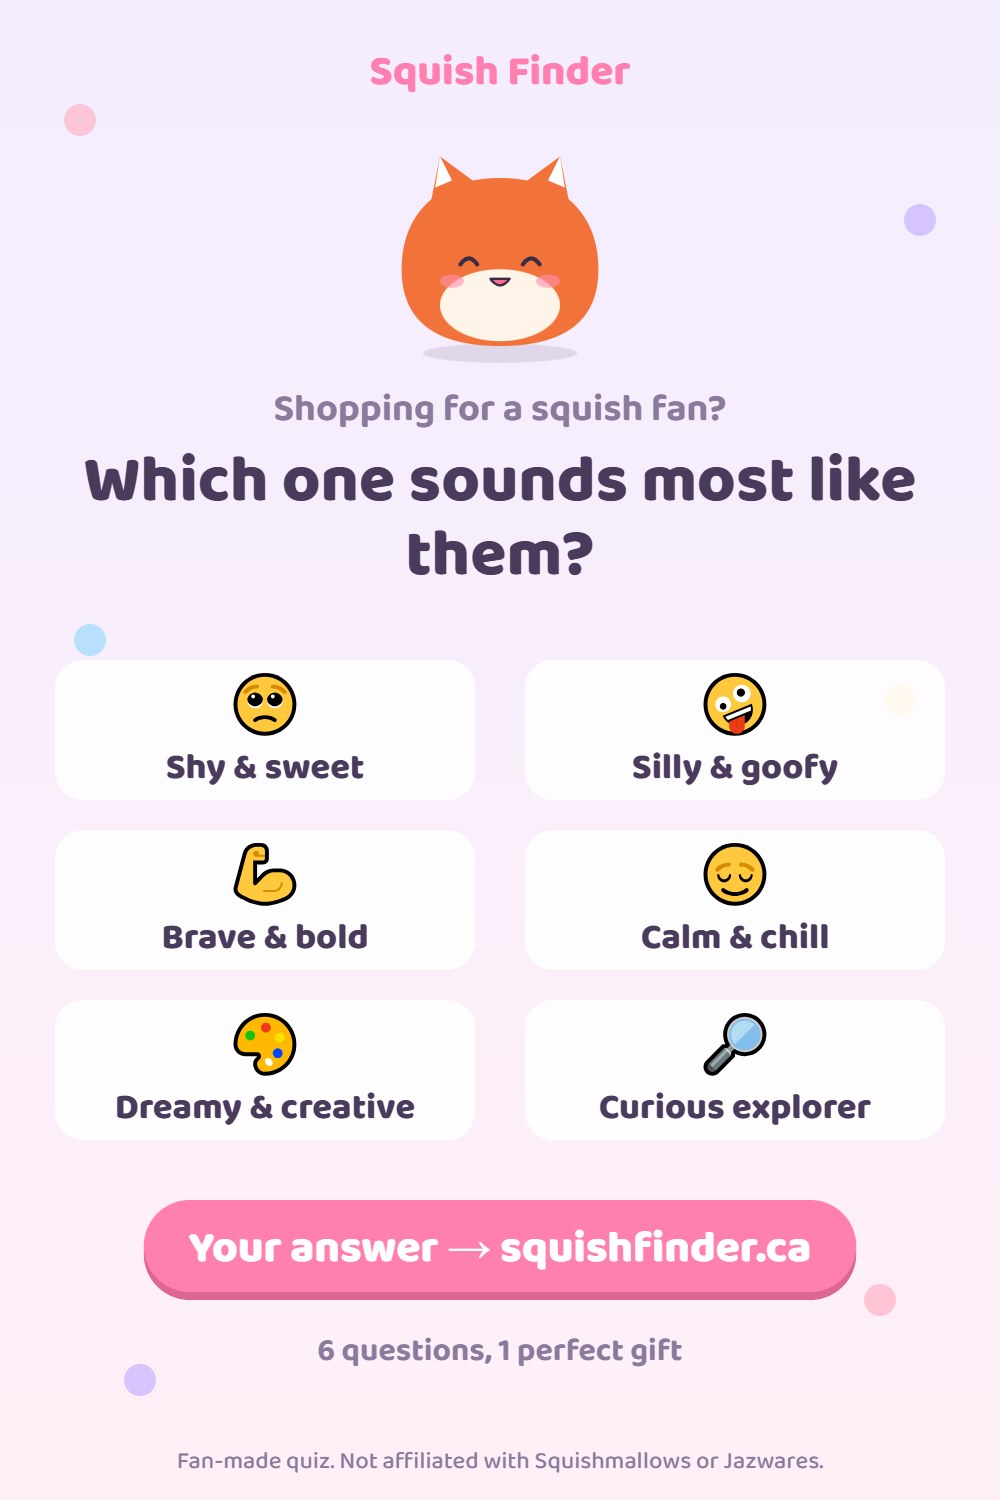 Squish Finder
Shopping for a squish fan?
Which one sounds most like
them?
Shy & sweet
Silly & goofy
Brave & bold
Calm & chill
Dreamy & creative
Curious explorer
Your answer → squishfinder.ca
6 questions, 1 perfect gift
Fan-made quiz. Not affiliated with Squishmallows or Jazwares.